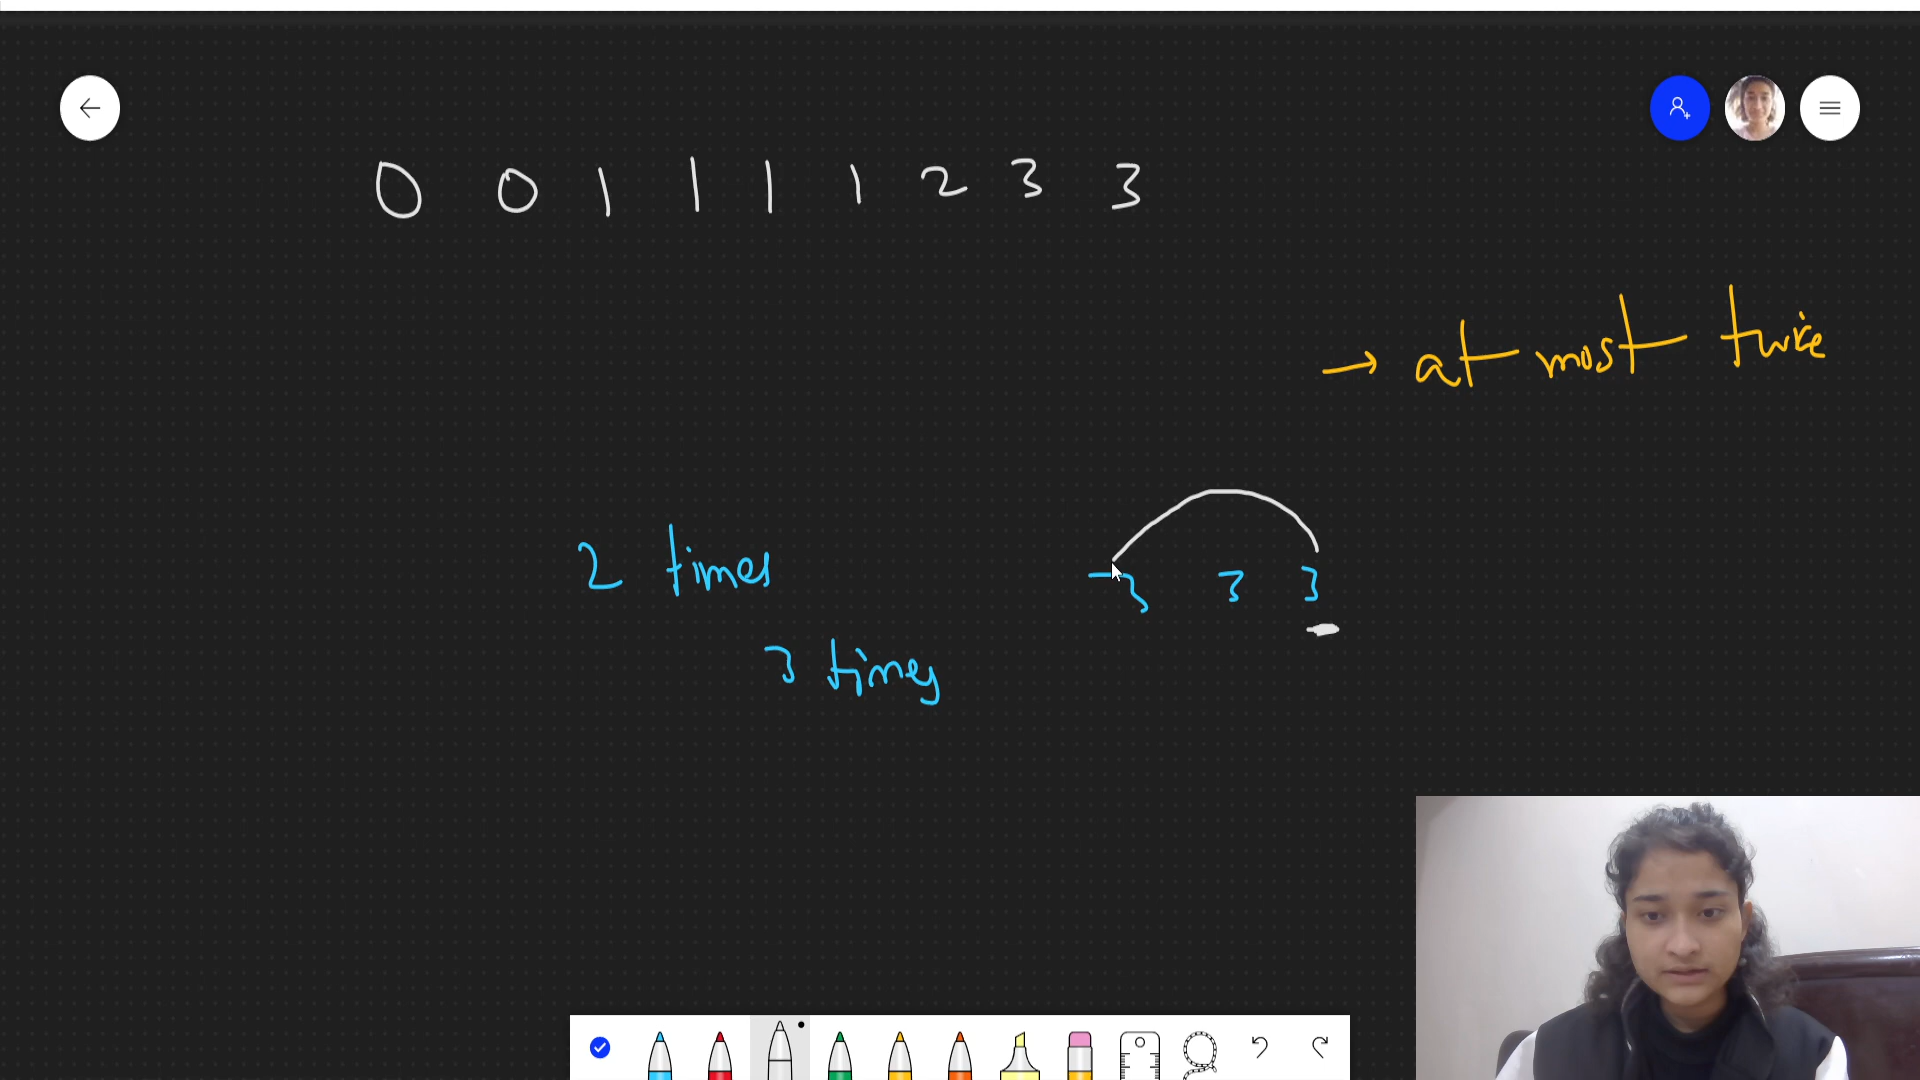 0 0 1 1 1 1 2 3 3
→ at most twice
2 times
3 3 3
3 times